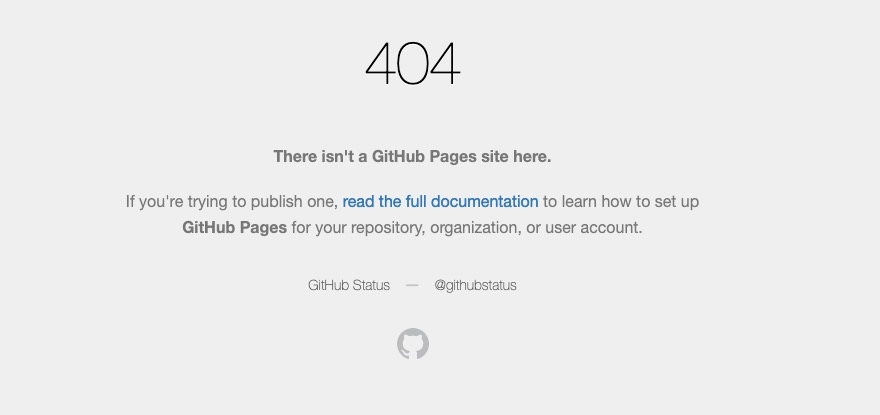 404
There isn't a GitHub Pages site here.
If you're trying to publish one, read the full documentation to learn how to set up
GitHub Pages for your repository, organization, or user account.
GitHub Status — @githubstatus